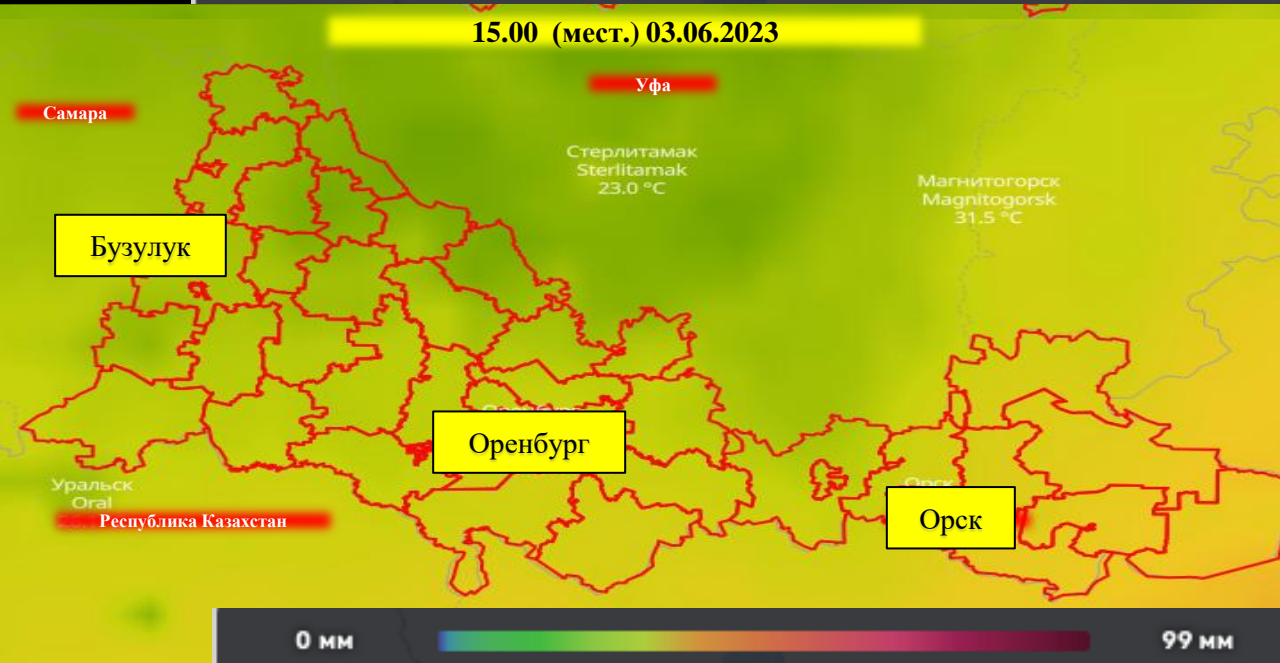 15.00 (мест.) 03.06.2023
Уфа
Самара
Стерлитамак
Sterlitamak
23.0 °C
Магнитогорск
Magnitogorsk
31.5 °C
Бузулук
Оренбург
Уральск
Oral
Республика Казахстан
Орск
Орск
0 мм
99 мм